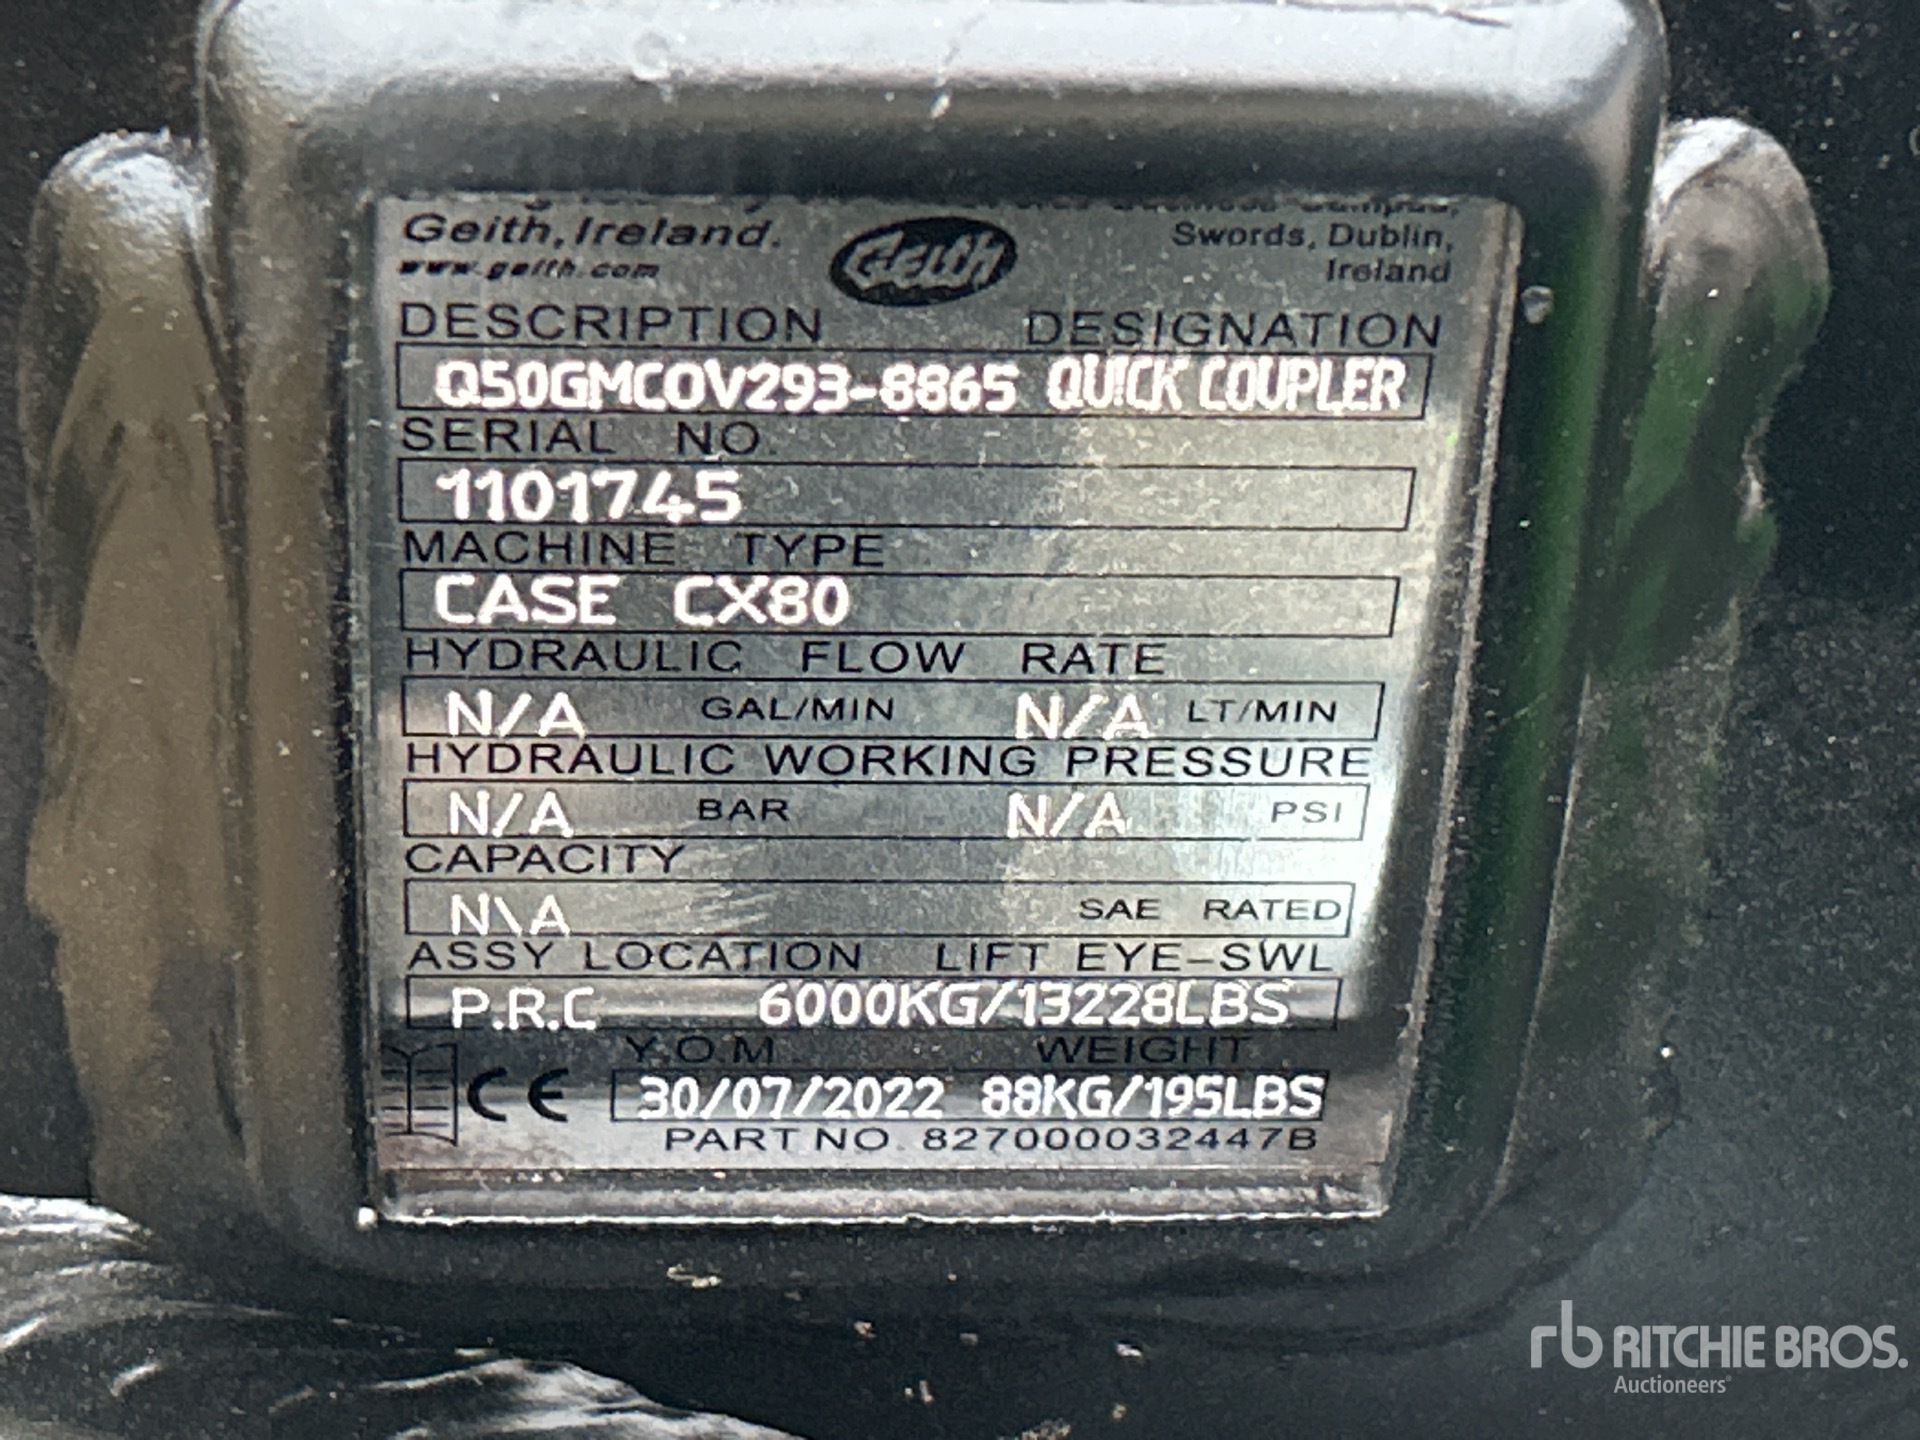 Geith, Ireland.
www.geith.com
GEITH
Business Campus,
Swords, Dublin,
Ireland
DESCRIPTION DESIGNATION
Q50GMCOV293-8865 QUICK COUPLER
SERIAL NO.
1101745
MACHINE TYPE
CASE CX80
HYDRAULIC FLOW RATE
N/A GAL/MIN N/A LT/MIN
HYDRAULIC WORKING PRESSURE
N/A BAR N/A PSI
CAPACITY
N\A SAE RATED
ASSY LOCATION LIFT EYE-SWL
P.R.C 6000KG/13228LBS
Y.O.M. WEIGHT
CE 30/07/2022 88KG/195LBS
PART NO. 827000032447B
rb RITCHIE BROS.
Auctioneers